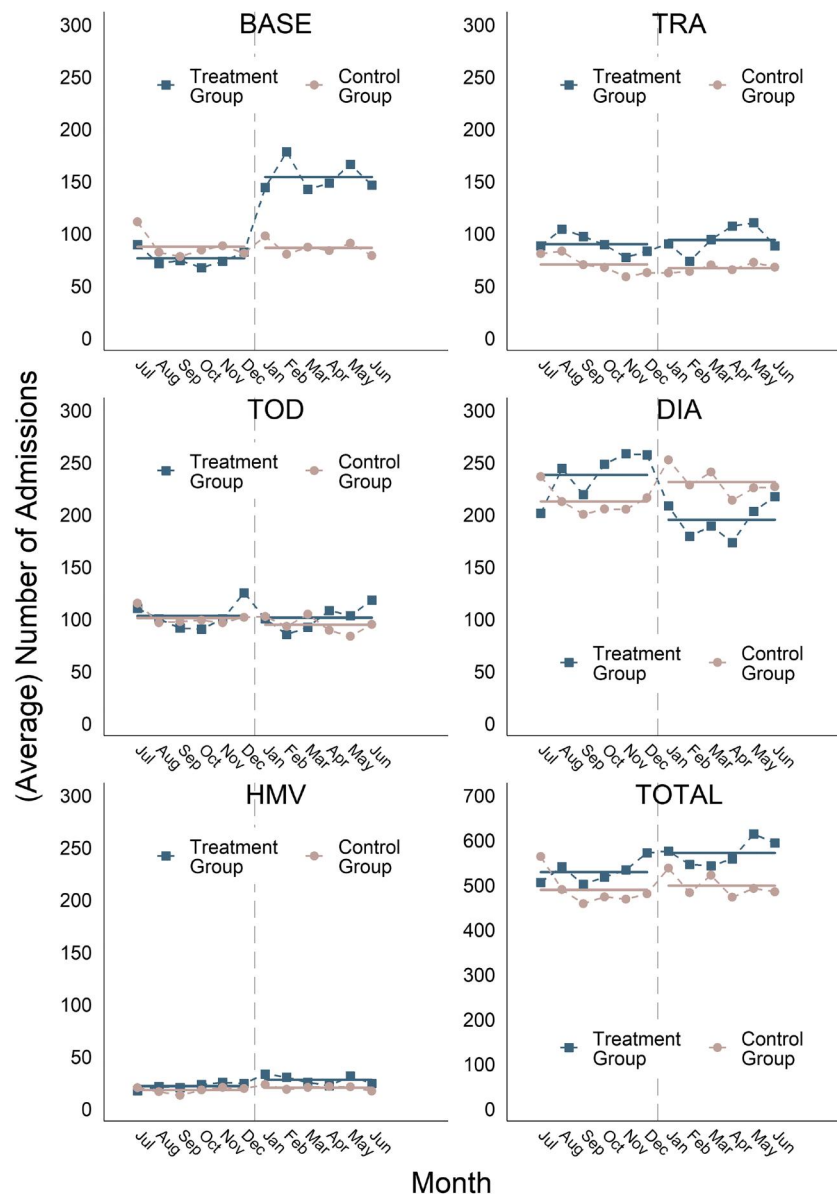 BASE
300
250
200
150
100
50
0
Treatment
Group
Control
Group
Jul Aug Sep Oct Nov Dec Jan Feb Mar Apr May Jun
TRA
300
250
200
150
100
50
0
Treatment
Group
Control
Group
Jul Aug Sep Oct Nov Dec Jan Feb Mar Apr May Jun
(Average) Number of Admissions
TOD
300
250
200
150
100
50
0
Treatment
Group
Control
Group
Jul Aug Sep Oct Nov Dec Jan Feb Mar Apr May Jun
DIA
300
250
200
150
100
50
0
Treatment
Group
Control
Group
Jul Aug Sep Oct Nov Dec Jan Feb Mar Apr May Jun
HMV
300
250
200
150
100
50
0
Treatment
Group
Control
Group
Jul Aug Sep Oct Nov Dec Jan Feb Mar Apr May Jun
TOTAL
700
600
500
400
300
200
100
0
Treatment
Group
Control
Group
Jul Aug Sep Oct Nov Dec Jan Feb Mar Apr May Jun
Month